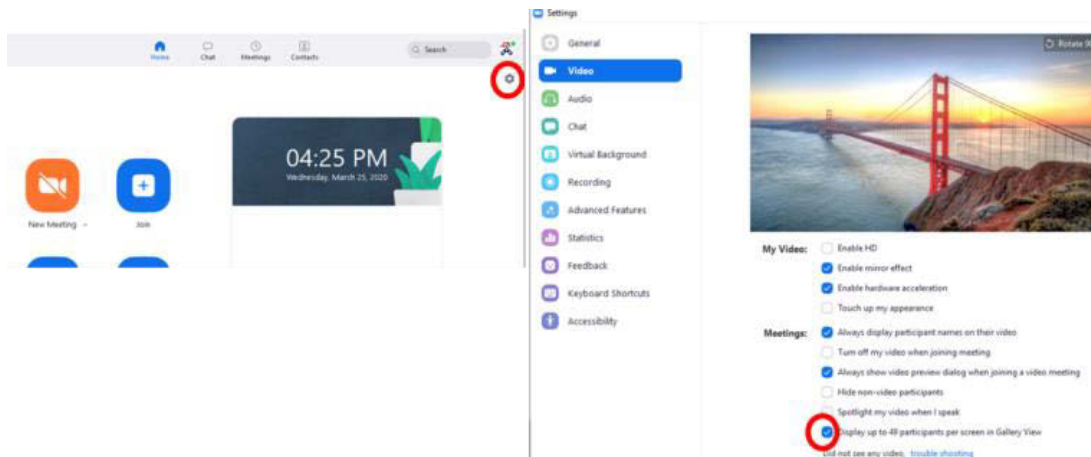 Home
Chat
Meetings
Contacts
Search
04:25 PM
Wednesday, March 25, 2020
New Meeting
Join
Settings
General
Video
Audio
Chat
Virtual Background
Recording
Advanced Features
Statistics
Feedback
Keyboard Shortcuts
Accessibility
Rotate
My Video: Enable HD
Enable mirror effect
Enable hardware acceleration
Touch up my appearance
Meetings: Always display participant names on their video
Turn off my video when joining meeting
Always show video preview dialog when joining a video meeting
Hide non-video participants
Spotlight my video when I speak
Display up to 49 participants per screen in Gallery View
Did not see any video, trouble shooting